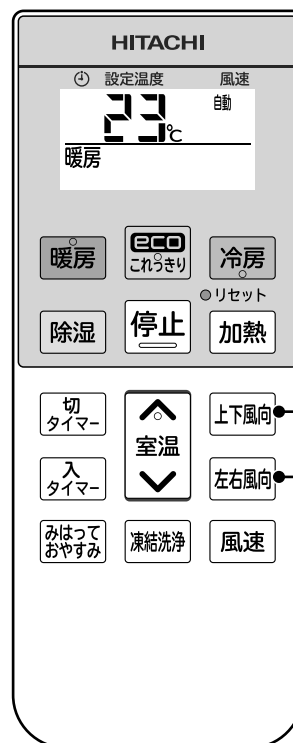 HITACHI
設定温度 風速
23℃ 自動
暖房
暖房 eco これっきり 冷房
リセット
除湿 停止 加熱
切タイマー 室温 上下風向
入タイマー 左右風向
みはっておやすみ 凍結洗浄 風速